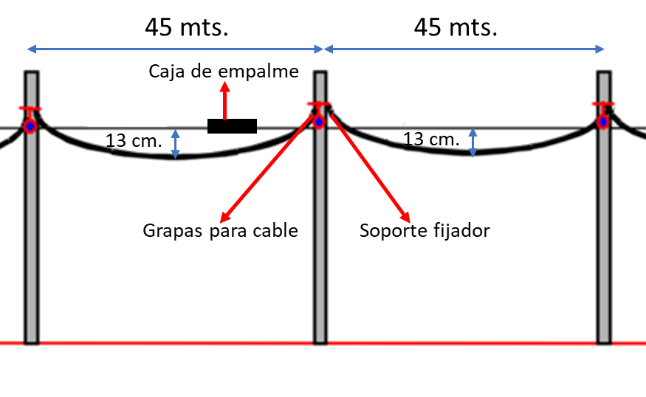 45 mts.
45 mts.
Caja de empalme
13 cm.
13 cm.
Grapas para cable
Soporte fijador